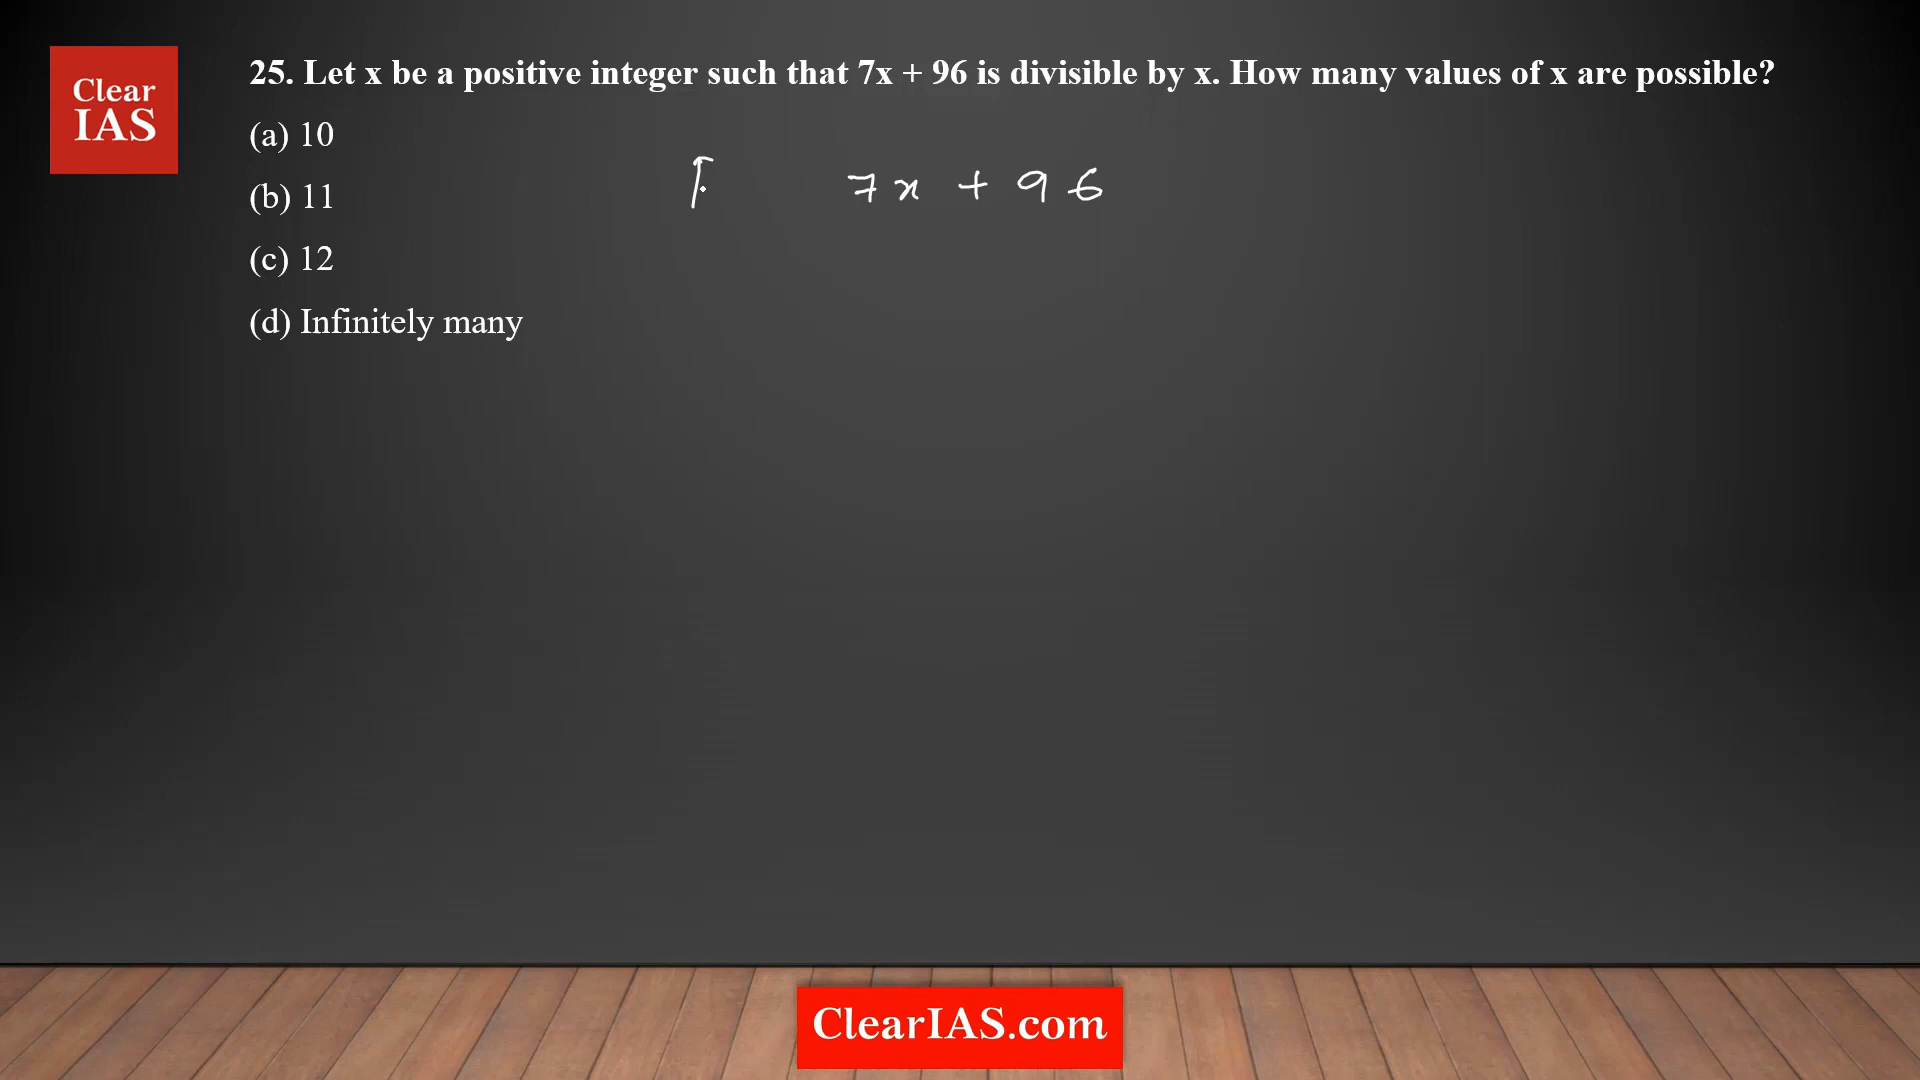 Clear
IAS
25. Let x be a positive integer such that 7x + 96 is divisible by x. How many values of x are possible?
(a) 10
(b) 11
(c) 12
(d) Infinitely many
7x + 96
ClearIAS.com